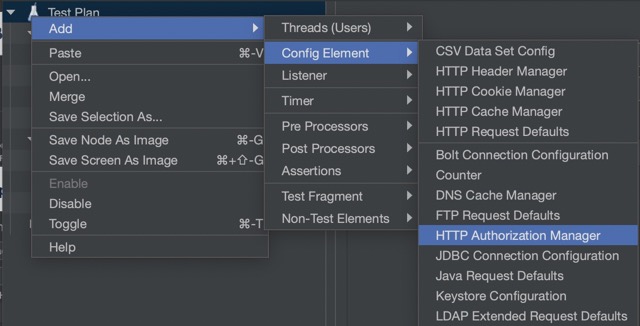 Test Plan
Add
Paste ⌘-V
Open...
Merge
Save Selection As...
Save Node As Image ⌘-G
Save Screen As Image ⌘+⇧-G
Enable
Disable
Toggle ⌘-T
Help
Threads (Users)
Config Element
Listener
Timer
Pre Processors
Post Processors
Assertions
Test Fragment
Non-Test Elements
CSV Data Set Config
HTTP Header Manager
HTTP Cookie Manager
HTTP Cache Manager
HTTP Request Defaults
Bolt Connection Configuration
Counter
DNS Cache Manager
FTP Request Defaults
HTTP Authorization Manager
JDBC Connection Configuration
Java Request Defaults
Keystore Configuration
LDAP Extended Request Defaults